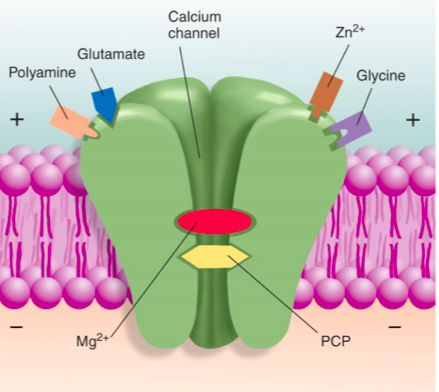 Calcium
channel
Zn²⁺
Glutamate
Polyamine
Glycine
+
+
−
−
Mg²⁺
PCP